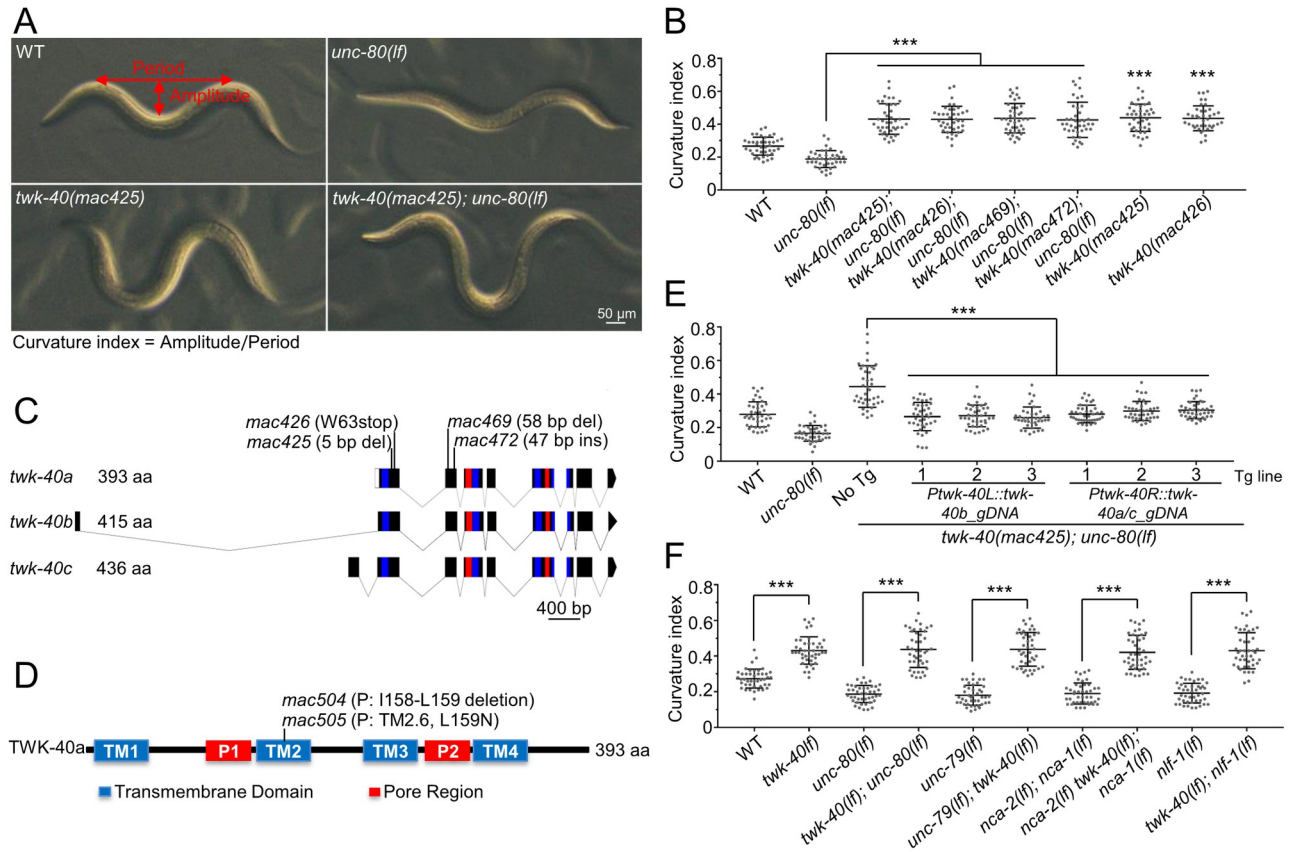 A
WT
Period
Amplitude
unc-80(lf)
twk-40(mac425)
twk-40(mac425); unc-80(lf)
50 µm
Curvature index = Amplitude/Period
B
Curvature index
0.8
0.6
0.4
0.2
0
***
***
***
WT
unc-80(lf)
twk-40(mac425);
unc-80(lf)
twk-40(mac426);
unc-80(lf)
twk-40(mac469);
unc-80(lf)
twk-40(mac472);
unc-80(lf)
twk-40(mac425)
twk-40(mac426)
C
mac426 (W63stop)
mac425 (5 bp del)
mac469 (58 bp del)
mac472 (47 bp ins)
twk-40a 393 aa
twk-40b 415 aa
twk-40c 436 aa
400 bp
D
mac504 (P: I158-L159 deletion)
mac505 (P: TM2.6, L159N)
TWK-40a
TM1
P1
TM2
TM3
P2
TM4
393 aa
Transmembrane Domain
Pore Region
E
Curvature index
0.8
0.6
0.4
0.2
0
***
WT
unc-80(lf)
No Tg
1 2 3 1 2 3 Tg line
Ptwk-40L::twk-
40b_gDNA
Ptwk-40R::twk-
40a/c_gDNA
twk-40(mac425); unc-80(lf)
F
Curvature index
0.8
0.6
0.4
0.2
0
***
***
***
***
***
WT
twk-40lf)
unc-80(lf)
twk-40(lf); unc-80(lf)
unc-79(lf)
unc-79(lf); twk-40(lf))
nca-2(lf); nca-1(lf)
nca-2(lf) twk-40(lf);
nca-1(lf)
nlf-1(lf)
twk-40(lf); nlf-1(lf)